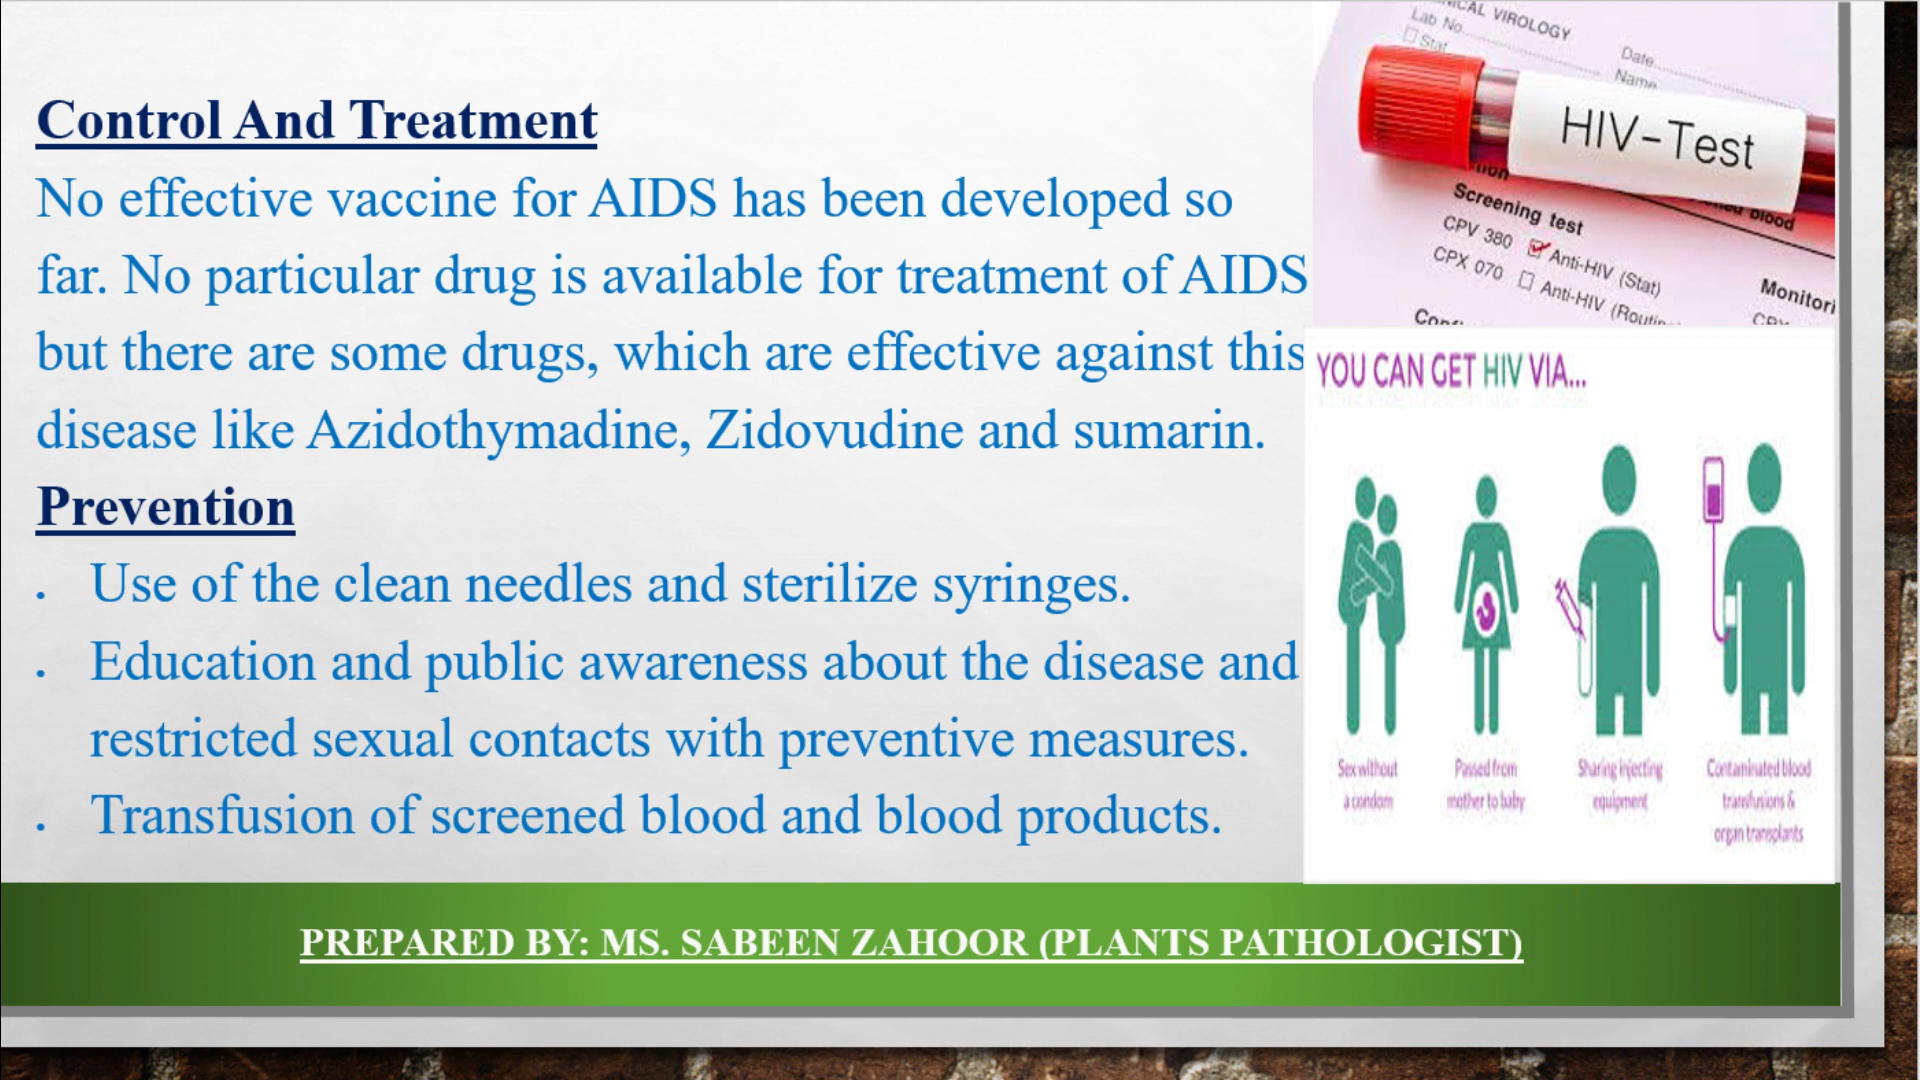 Control And Treatment
No effective vaccine for AIDS has been developed so
far. No particular drug is available for treatment of AIDS
but there are some drugs, which are effective against this
disease like Azidothymadine, Zidovudine and sumarin.
Prevention
. Use of the clean needles and sterilize syringes.
. Education and public awareness about the disease and
restricted sexual contacts with preventive measures.
. Transfusion of screened blood and blood products.
VIROLOGY
Lab No.
Stat
Date
Name
HIV-Test
Screening test
blood
CPV 380 Anti-HIV (Stat)
CPX 070 Anti-HIV
YOU CAN GET HIV VIA...
Sex without
a condom
Passed from
mother to baby
Sharing injecting
equipment
Contaminated blood
transfusions &
organ transplants
PREPARED BY: MS. SABEEN ZAHOOR (PLANTS PATHOLOGIST)